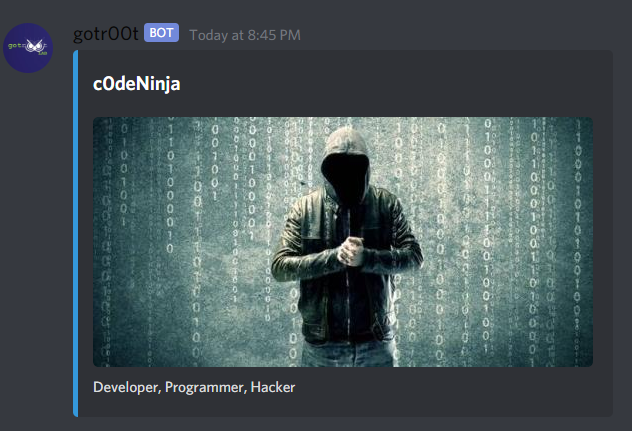 gotr00t BOT Today at 8:45 PM
c0deNinja
Developer, Programmer, Hacker